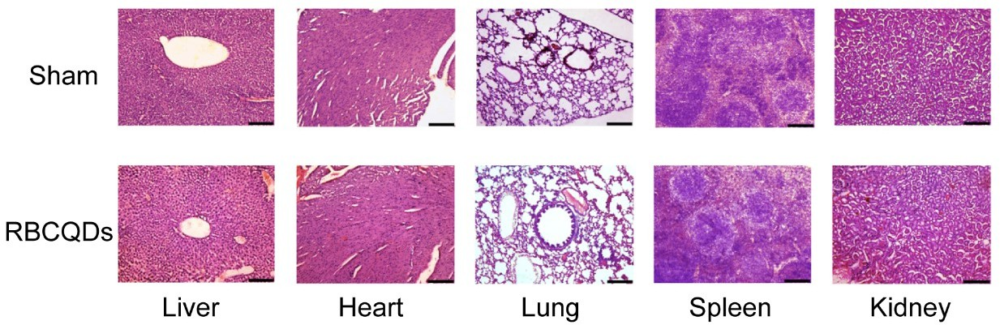 Sham
RBCQDs
Liver Heart Lung Spleen Kidney